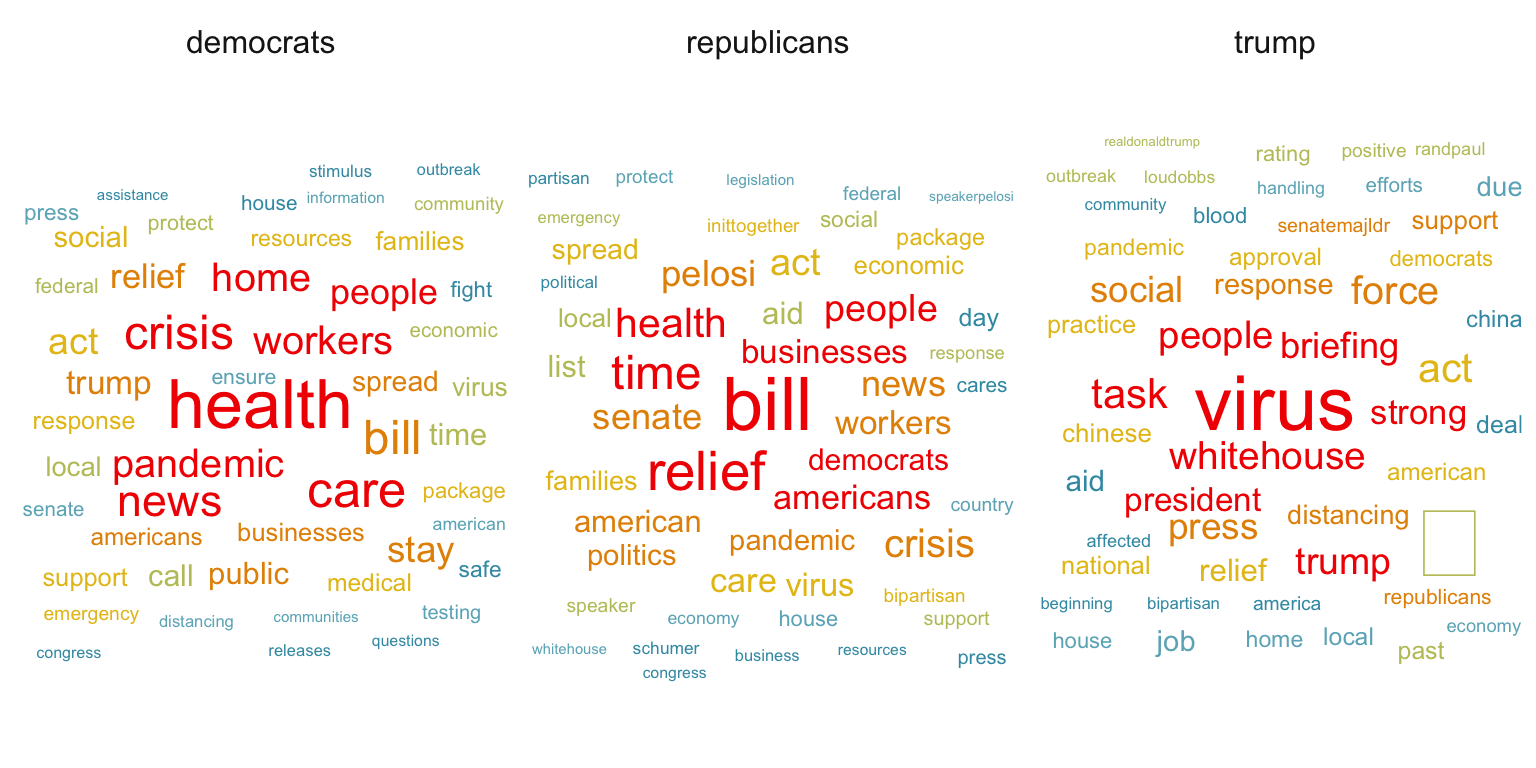 democrats
republicans
trump
stimulus outbreak
assistance house information community
press social protect resources families
federal relief home people fight
act crisis workers economic
trump ensure spread virus
health
response bill time
local pandemic care package
news
senate americans businesses american
stay
support call public medical safe
emergency distancing communities testing
congress releases questions
partisan protect legislation federal speakerpelosi
emergency inittogether social
spread package
pelosi act economic
political
local health aid people day
businesses response
list time news cares
senate bill workers
democrats
families relief americans country
american
politics pandemic crisis
care virus bipartisan
speaker economy house support
whitehouse schumer business resources press
congress
realdonaldtrump rating positive randpaul
outbreak loudobbs handling efforts due
community blood senatemajldr support
pandemic approval democrats
social response force
practice people briefing china
task act
virus strong deal
chinese whitehouse
aid american
president
press distancing
affected
national relief trump
beginning bipartisan america republicans
house job home local economy
past